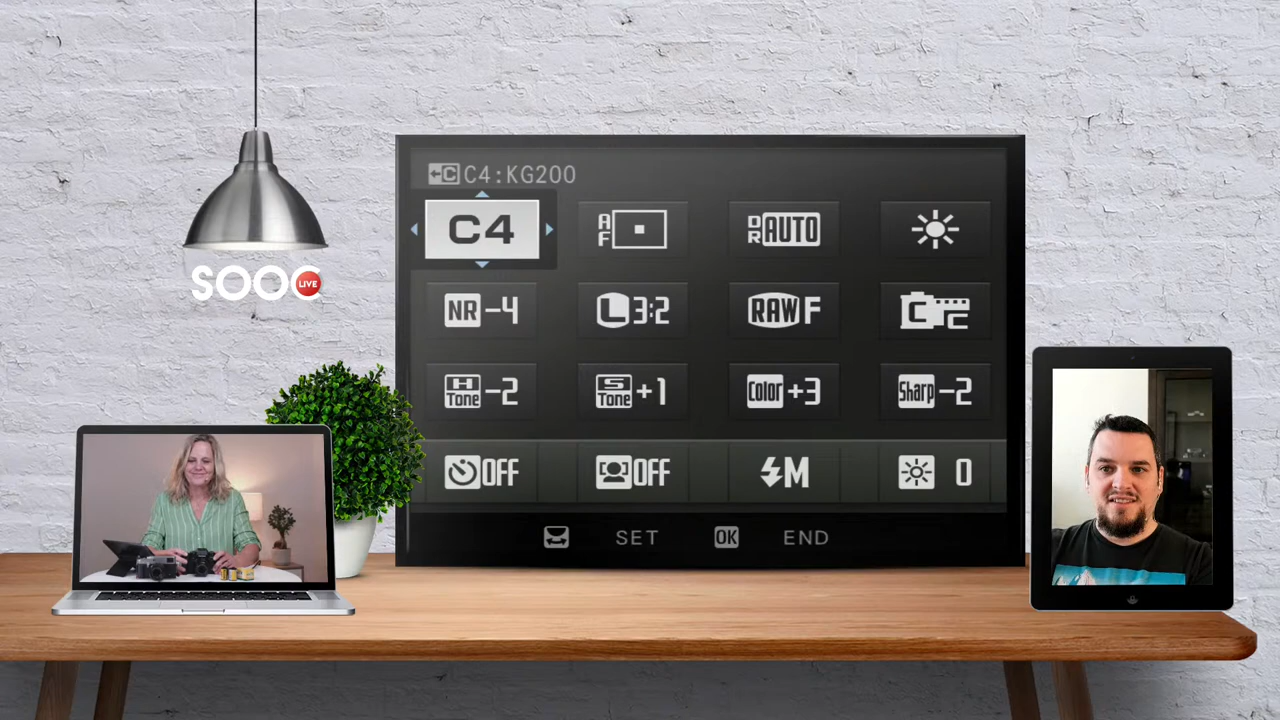 C4:KG200
C4
AF
DR AUTO
NR -4
L 3:2
RAW F
C C
H Tone -2
S Tone +1
Color +3
Sharp -2
OFF
OFF
M
0
SET
OK
END
SOOC
LIVE